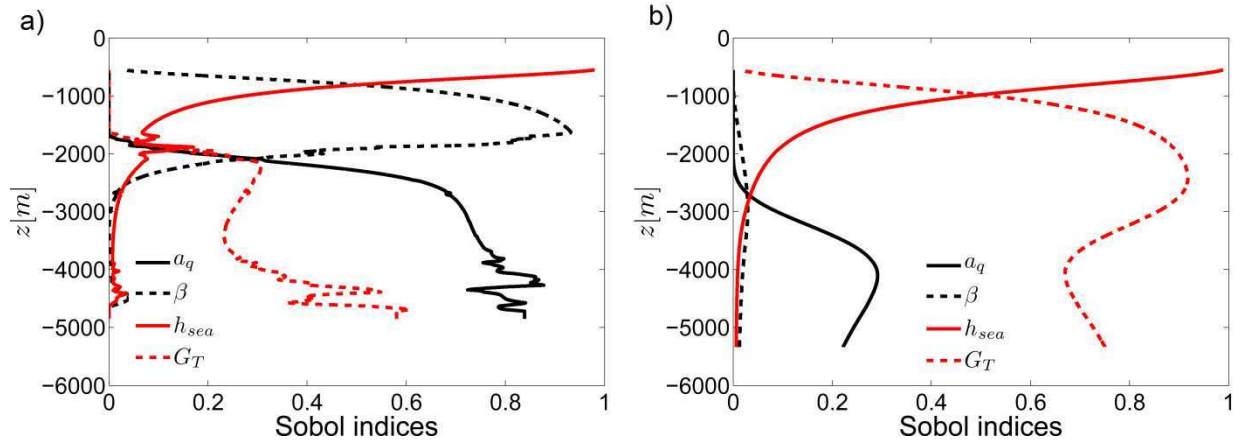 a)
0
−1000
−2000
−3000
−4000
−5000
−6000
z[m]
a_q
β
h_sea
G_T
0 0.2 0.4 0.6 0.8 1
Sobol indices
b)
0
−1000
−2000
−3000
−4000
−5000
−6000
z[m]
a_q
β
h_sea
G_T
0 0.2 0.4 0.6 0.8 1
Sobol indices